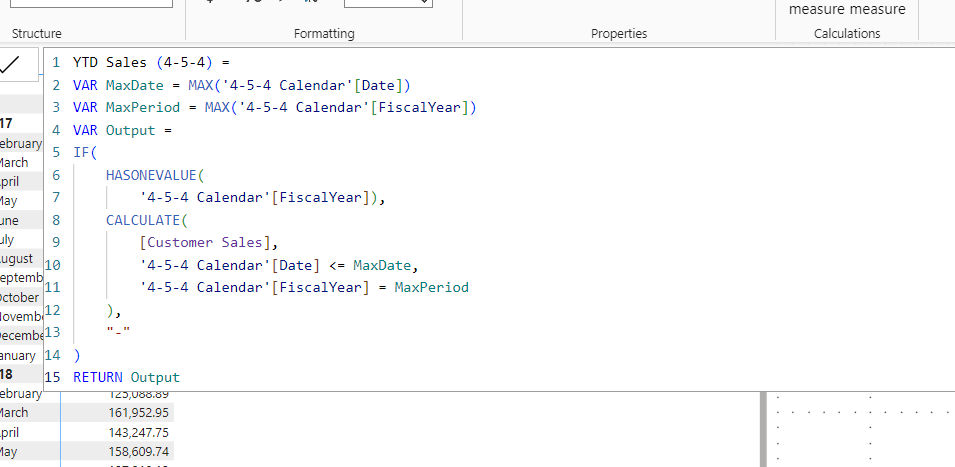 measure measure
Structure
Formatting
Properties
Calculations
1 YTD Sales (4-5-4) =
2 VAR MaxDate = MAX('4-5-4 Calendar'[Date])
3 VAR MaxPeriod = MAX('4-5-4 Calendar'[FiscalYear])
4 VAR Output =
5 IF(
6 HASONEVALUE(
7 '4-5-4 Calendar'[FiscalYear]),
8 CALCULATE(
9 [Customer Sales],
10 '4-5-4 Calendar'[Date] <= MaxDate,
11 '4-5-4 Calendar'[FiscalYear] = MaxPeriod
12 ),
13 "-"
14 )
15 RETURN Output
17
ebruary
March
pril
May
une
uly
ugust
eptemb
October
Novemb
Decembe
anuary
18
ebruary 125,088.89
March 161,952.95
pril 143,247.75
May 158,609.74